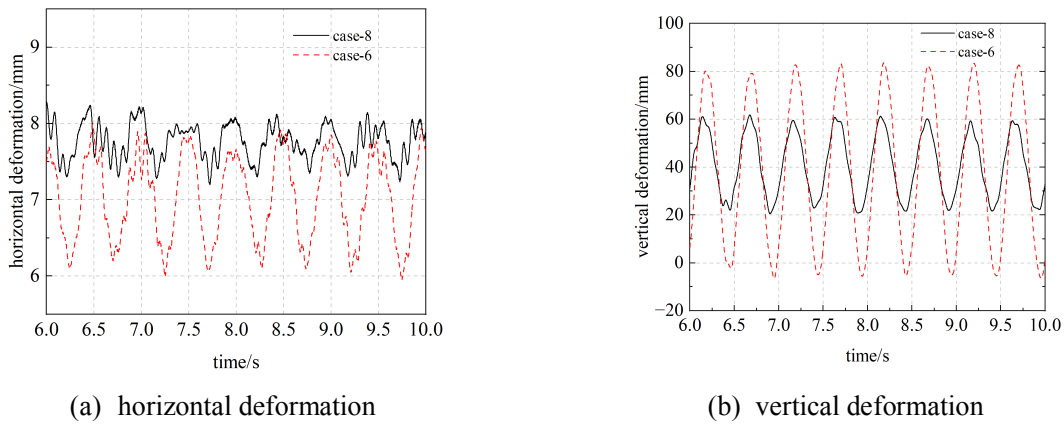 horizontal deformation/mm
9
8
7
6
case-8
case-6
6.0 6.5 7.0 7.5 8.0 8.5 9.0 9.5 10.0
time/s
(a) horizontal deformation
vertical deformation/mm
100
80
60
40
20
0
−20
case-8
case-6
6.0 6.5 7.0 7.5 8.0 8.5 9.0 9.5 10.0
time/s
(b) vertical deformation